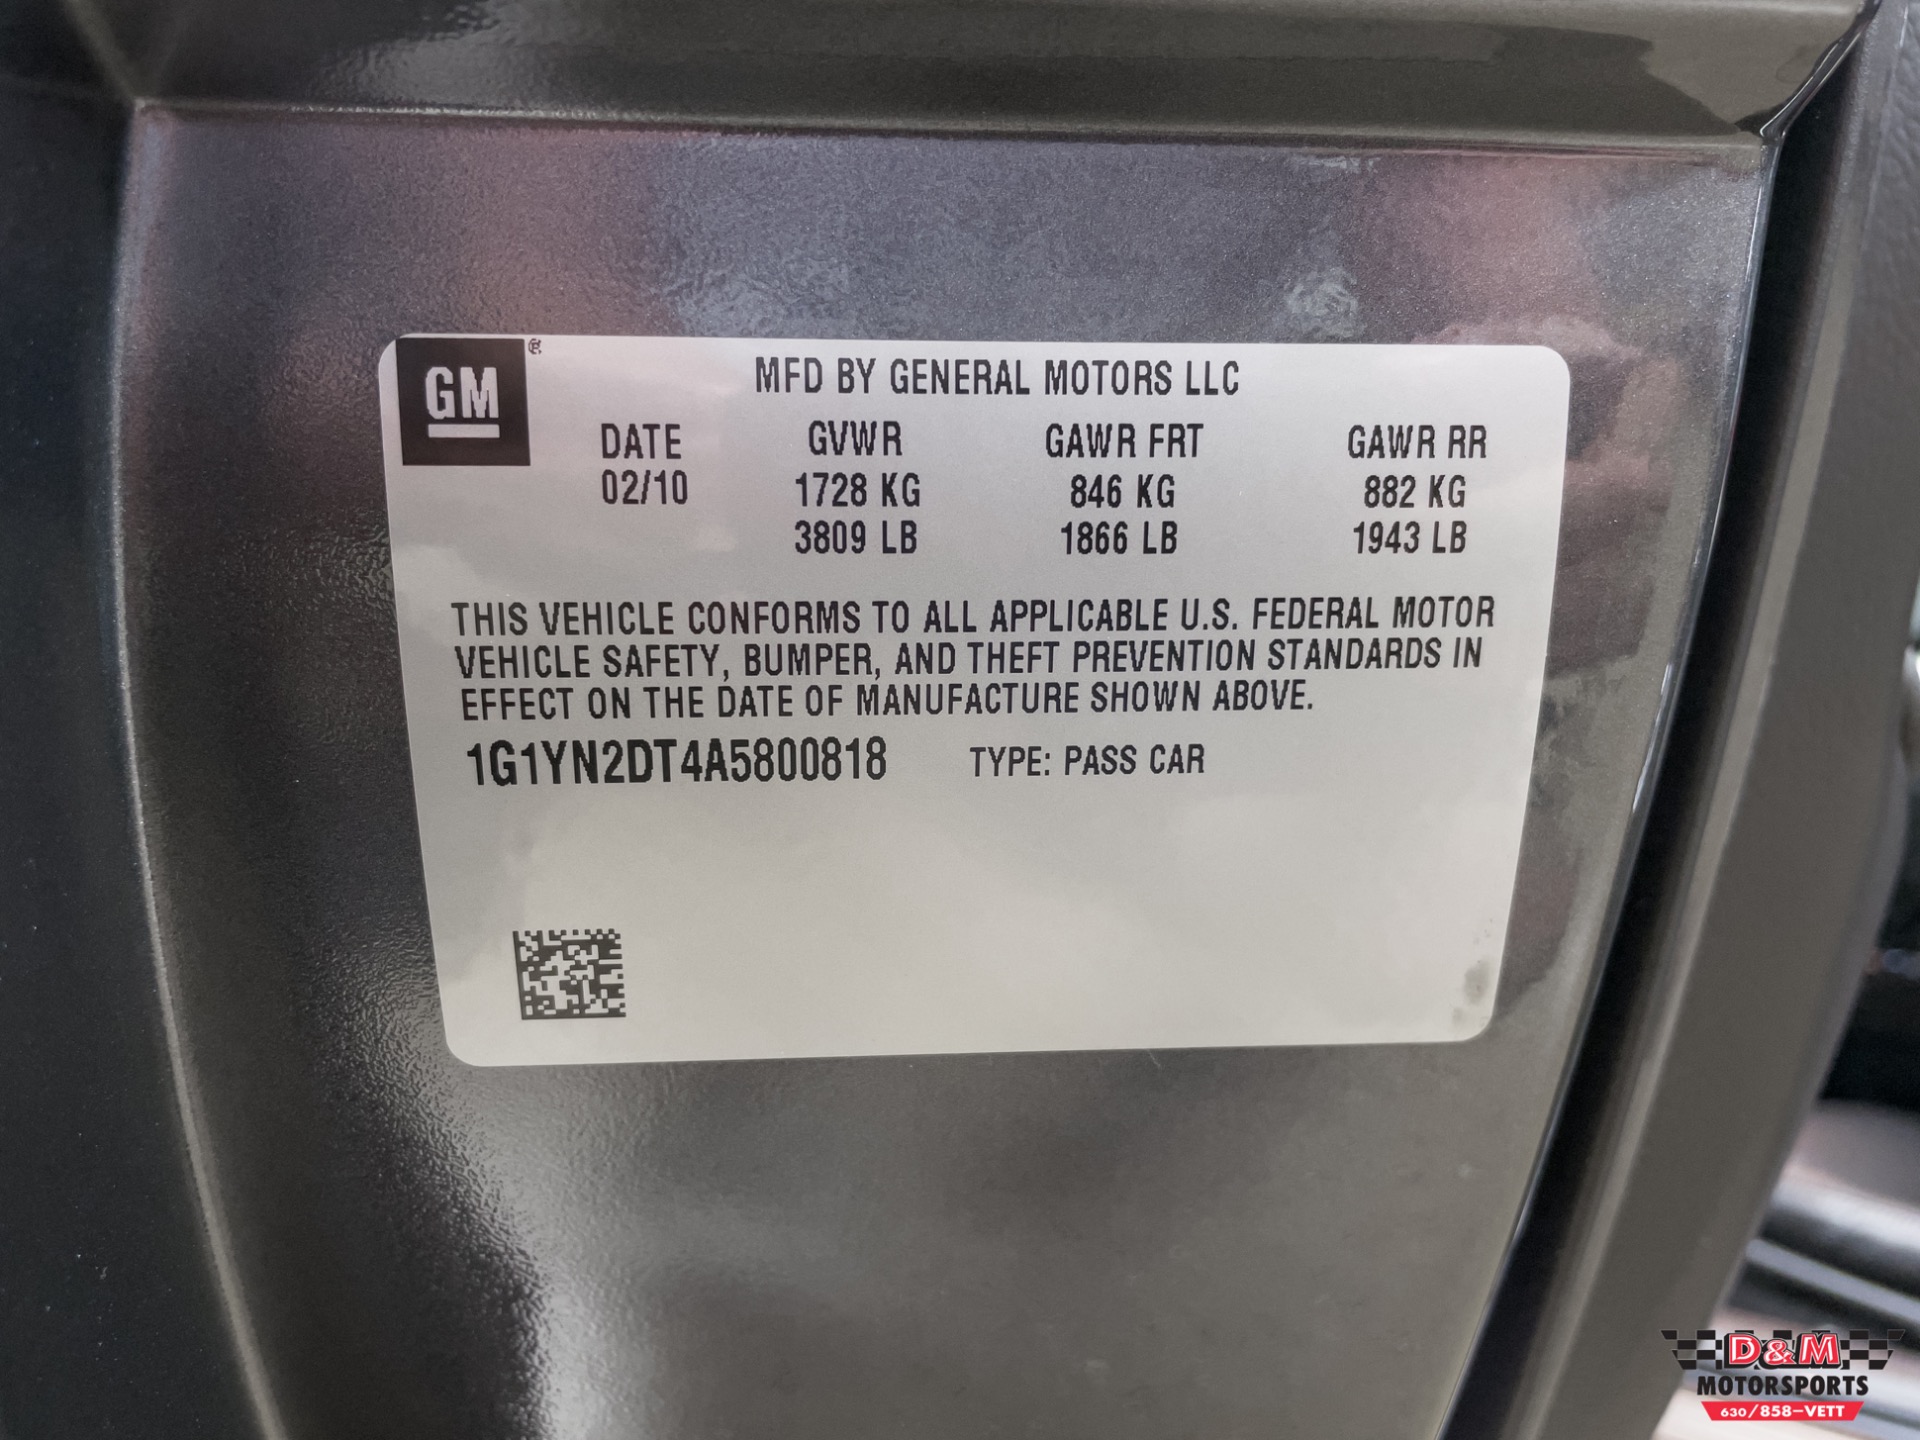 GM
MFD BY GENERAL MOTORS LLC
DATE GVWR GAWR FRT GAWR RR
02/10 1728 KG 846 KG 882 KG
3809 LB 1866 LB 1943 LB
THIS VEHICLE CONFORMS TO ALL APPLICABLE U.S. FEDERAL MOTOR
VEHICLE SAFETY, BUMPER, AND THEFT PREVENTION STANDARDS IN
EFFECT ON THE DATE OF MANUFACTURE SHOWN ABOVE.
1G1YN2DT4A5800818 TYPE: PASS CAR
D&M
MOTORSPORTS
630/858-VETT